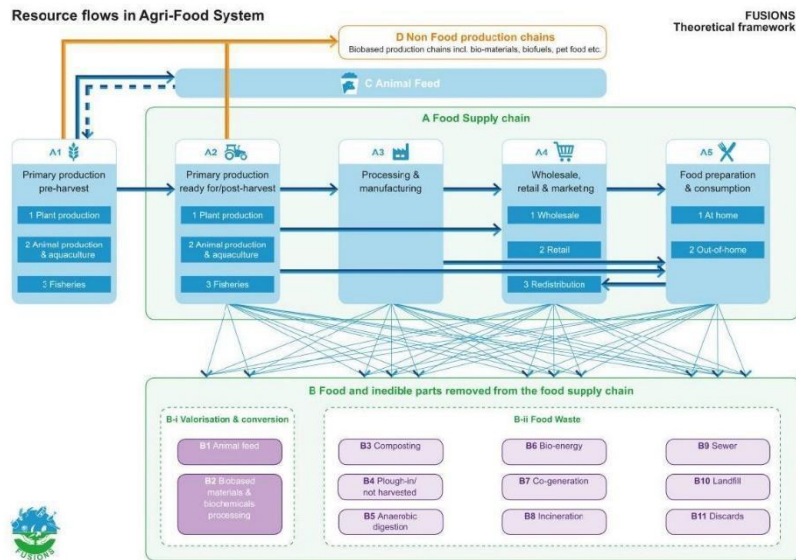 Resource flows in Agri-Food System
FUSIONS
Theoretical framework
D Non Food production chains
Biobased production chains incl. bio-materials, biofuels, pet food etc.
C Animal Feed
A Food Supply chain
A1
Primary production
pre-harvest
1 Plant production
2 Animal production
& aquaculture
3 Fisheries
A2
Primary production
ready for/post-harvest
1 Plant production
2 Animal production
& aquaculture
3 Fisheries
A3
Processing &
manufacturing
A4
Wholesale,
retail & marketing
1 Wholesale
2 Retail
3 Redistribution
A5
Food preparation
& consumption
1 At home
2 Out-of-home
B Food and inedible parts removed from the food supply chain
B-i Valorisation & conversion
B1 Animal feed
B2 Biobased
materials &
biochemicals
processing
B-ii Food Waste
B3 Composting
B4 Plough-in/
not harvested
B5 Anaerobic
digestion
B6 Bio-energy
B7 Co-generation
B8 Incineration
B9 Sewer
B10 Landfill
B11 Discards
FUSIONS